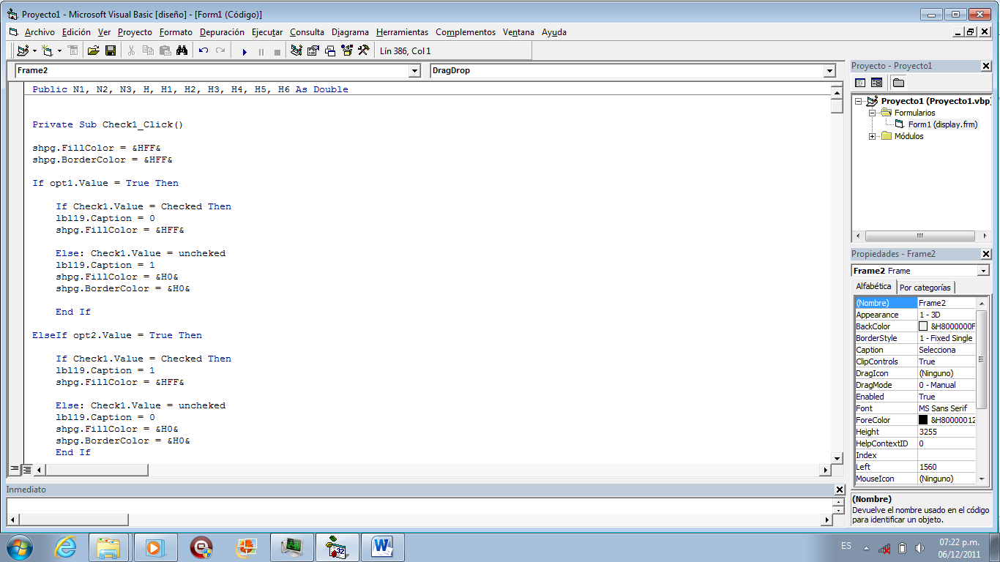 Proyecto1 - Microsoft Visual Basic [diseño] - [Form1 (Código)]
Archivo Edición Ver Proyecto Formato Depuración Ejecutar Consulta Diagrama Herramientas Complementos Ventana Ayuda
Lín 386, Col 1
Frame2 DragDrop
Public N1, N2, N3, H, H1, H2, H3, H4, H5, H6 As Double
Private Sub Check1_Click()
shpg.FillColor = &HFF&
shpg.BorderColor = &HFF&
If opt1.Value = True Then
If Check1.Value = Checked Then
lbl19.Caption = 0
shpg.FillColor = &HFF&
Else: Check1.Value = uncheked
lbl19.Caption = 1
shpg.FillColor = &H0&
shpg.BorderColor = &H0&
End If
ElseIf opt2.Value = True Then
If Check1.Value = Checked Then
lbl19.Caption = 1
shpg.FillColor = &HFF&
Else: Check1.Value = uncheked
lbl19.Caption = 0
shpg.FillColor = &H0&
shpg.BorderColor = &H0&
End If
Inmediato
Proyecto - Proyecto1
Proyecto1 (Proyecto1.vbp)
Formularios
Form1 (display.frm)
Módulos
Propiedades - Frame2
Frame2 Frame
Alfabética Por categorías
(Nombre) Frame2
Appearance 1 - 3D
BackColor &H8000000F
BorderStyle 1 - Fixed Single
Caption Selecciona
ClipControls True
DragIcon (Ninguno)
DragMode 0 - Manual
Enabled True
Font MS Sans Serif
ForeColor &H80000012
Height 3255
HelpContextID 0
Index
Left 1560
MouseIcon (Ninguno)
(Nombre)
Devuelve el nombre usado en el código
para identificar un objeto.
32
ES
07:22 p.m.
06/12/2011